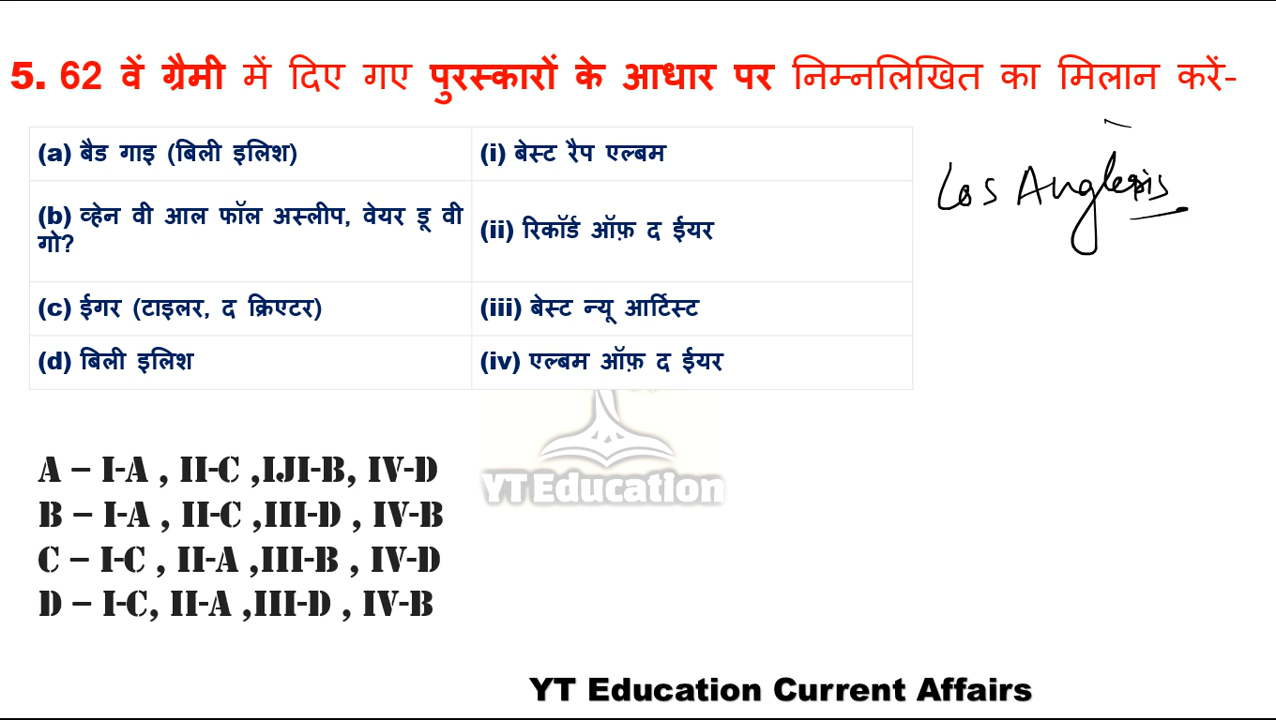 5. 62 वें ग्रैमी में दिए गए पुरस्कारों के आधार पर निम्नलिखित का मिलान करें-
(a) बैड गाइ (बिली इलिश)
(i) बेस्ट रैप एल्बम
Los Angleris
(b) व्हेन वी आल फॉल अस्लीप, वेयर डू वी
गो?
(ii) रिकॉर्ड ऑफ़ द ईयर
(c) ईगर (टाइलर, द क्रिएटर)
(iii) बेस्ट न्यू आर्टिस्ट
(d) बिली इलिश
(iv) एल्बम ऑफ़ द ईयर
A – I-A , II-C ,IJI-B, IV-D
B – I-A , II-C ,III-D , IV-B
C – I-C , II-A ,III-B , IV-D
D – I-C, II-A ,III-D , IV-B
YT Education
YT Education Current Affairs